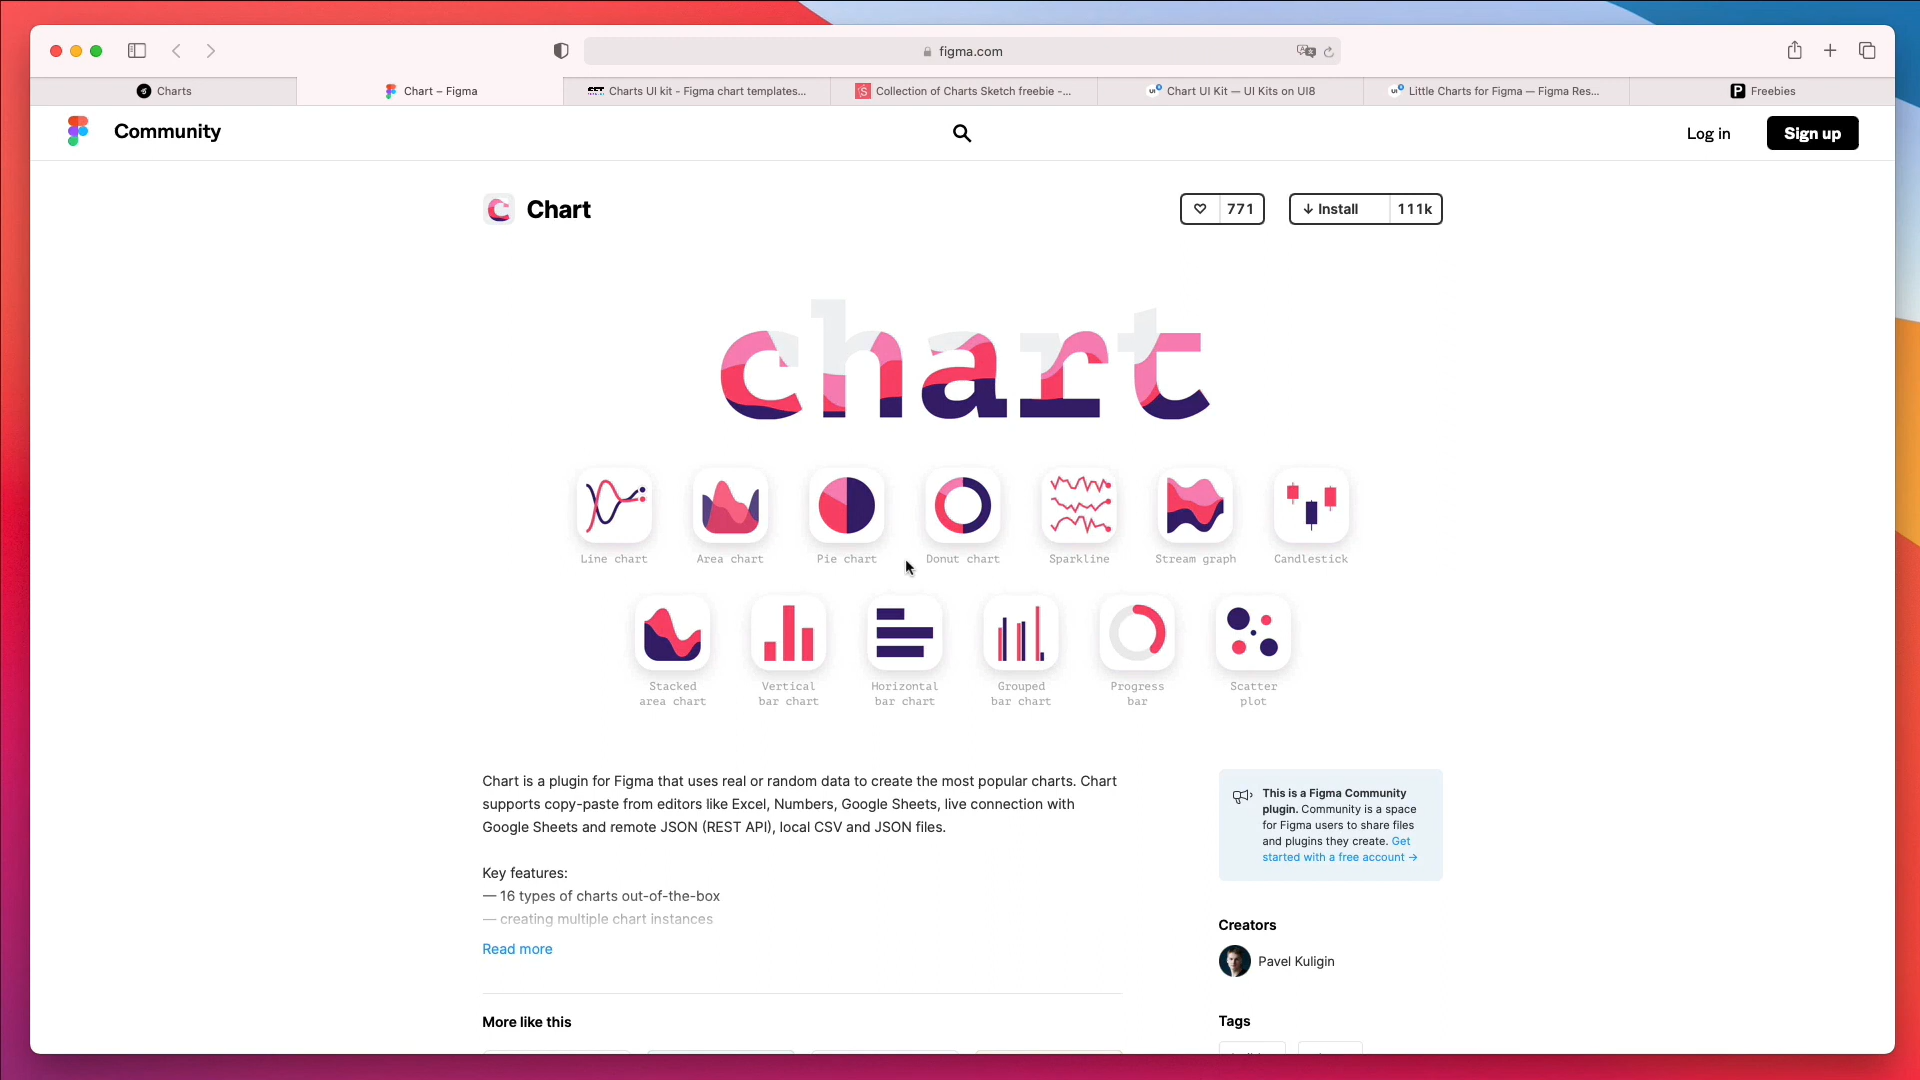 figma.com
Charts
Chart – Figma
Charts UI kit - Figma chart templates...
Collection of Charts Sketch freebie -...
Chart UI Kit — UI Kits on UI8
Little Charts for Figma — Figma Res...
Freebies
Community
Log in
Sign up
Chart
771
Install
111k
chart
Line chart
Area chart
Pie chart
Donut chart
Sparkline
Stream graph
Candlestick
Stacked
area chart
Vertical
bar chart
Horizontal
bar chart
Grouped
bar chart
Progress
bar
Scatter
plot
Chart is a plugin for Figma that uses real or random data to create the most popular charts. Chart
supports copy-paste from editors like Excel, Numbers, Google Sheets, live connection with
Google Sheets and remote JSON (REST API), local CSV and JSON files.
Key features:
— 16 types of charts out-of-the-box
— creating multiple chart instances
Read more
More like this
This is a Figma Community
plugin. Community is a space
for Figma users to share files
and plugins they create. Get
started with a free account →
Creators
Pavel Kuligin
Tags